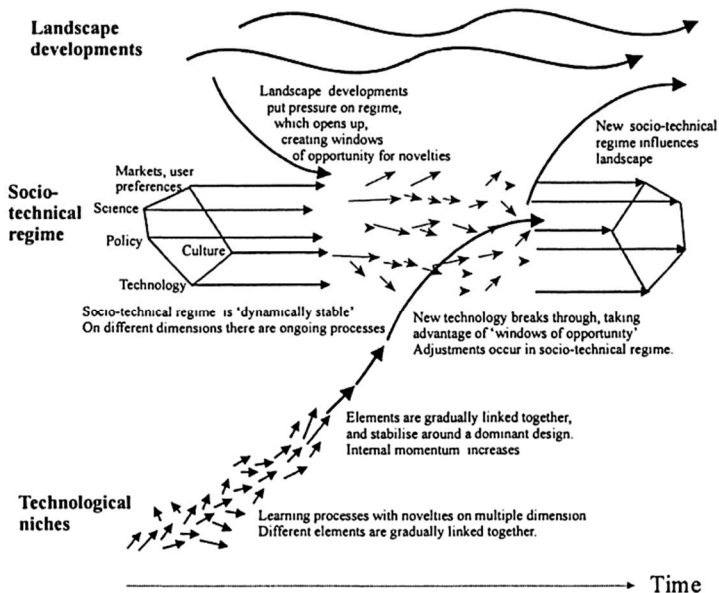 Landscape
developments
Landscape developments
put pressure on regime,
which opens up,
creating windows
of opportunity for novelties
New socio-technical
regime influences
landscape
Socio-
technical
regime
Markets, user
preferences
Science
Policy
Culture
Technology
Socio-technical regime is 'dynamically stable'
On different dimensions there are ongoing processes
New technology breaks through, taking
advantage of 'windows of opportunity'
Adjustments occur in socio-technical regime.
Elements are gradually linked together,
and stabilise around a dominant design.
Internal momentum increases
Technological
niches
Learning processes with novelties on multiple dimension
Different elements are gradually linked together.
Time